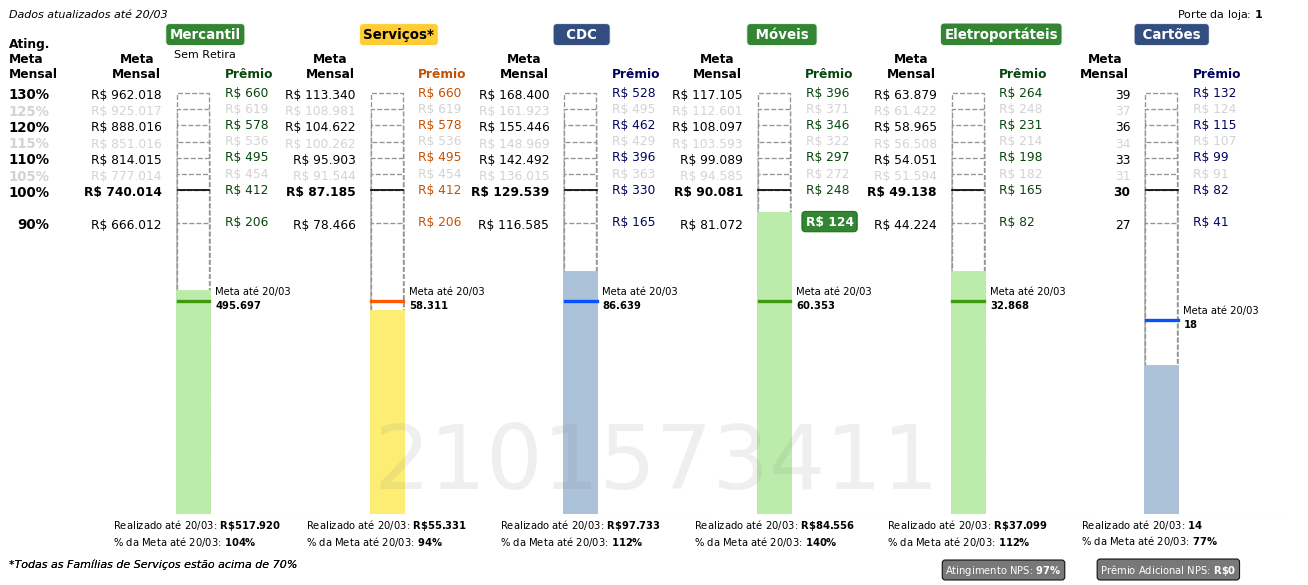 Dados atualizados até 20/03 Porte da loja: 1
Mercantil Serviços* CDC Móveis Eletroportáteis Cartões
Sem Retira
Ating. Meta Mensal Meta Mensal Prêmio Meta Mensal Prêmio Meta Mensal Prêmio Meta Mensal Prêmio Meta Mensal Prêmio Meta Mensal Prêmio
130% R$ 962.018 R$ 660 R$ 113.340 R$ 660 R$ 168.400 R$ 528 R$ 117.105 R$ 396 R$ 63.879 R$ 264 39 R$ 132
125% R$ 925.017 R$ 619 R$ 108.981 R$ 619 R$ 161.923 R$ 495 R$ 112.601 R$ 371 R$ 61.422 R$ 248 37 R$ 124
120% R$ 888.016 R$ 578 R$ 104.622 R$ 578 R$ 155.446 R$ 462 R$ 108.097 R$ 346 R$ 58.965 R$ 231 36 R$ 115
115% R$ 851.016 R$ 536 R$ 100.262 R$ 536 R$ 148.969 R$ 429 R$ 103.593 R$ 322 R$ 56.508 R$ 214 34 R$ 107
110% R$ 814.015 R$ 495 R$ 95.903 R$ 495 R$ 142.492 R$ 396 R$ 99.089 R$ 297 R$ 54.051 R$ 198 33 R$ 99
105% R$ 777.014 R$ 454 R$ 91.544 R$ 454 R$ 136.015 R$ 363 R$ 94.585 R$ 272 R$ 51.594 R$ 182 31 R$ 91
100% R$ 740.014 R$ 412 R$ 87.185 R$ 412 R$ 129.539 R$ 330 R$ 90.081 R$ 248 R$ 49.138 R$ 165 30 R$ 82
90% R$ 666.012 R$ 206 R$ 78.466 R$ 206 R$ 116.585 R$ 165 R$ 81.072 R$ 124 R$ 44.224 R$ 82 27 R$ 41
Meta até 20/03 Meta até 20/03 Meta até 20/03 Meta até 20/03 Meta até 20/03 Meta até 20/03
495.697 58.311 86.639 60.353 32.868 18
2101573411
Realizado até 20/03: R$517.920 Realizado até 20/03: R$55.331 Realizado até 20/03: R$97.733 Realizado até 20/03: R$84.556 Realizado até 20/03: R$37.099 Realizado até 20/03: 14
% da Meta até 20/03: 104% % da Meta até 20/03: 94% % da Meta até 20/03: 112% % da Meta até 20/03: 140% % da Meta até 20/03: 112% % da Meta até 20/03: 77%
*Todas as Famílias de Serviços estão acima de 70% Atingimento NPS: 97% Prêmio Adicional NPS: R$0